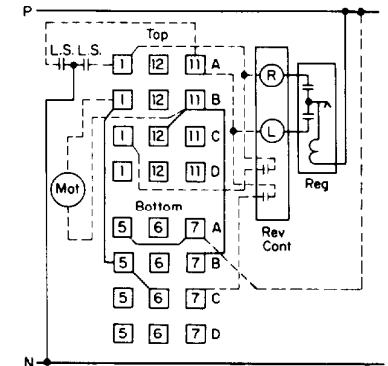 P
Top
L.S. L.S.
1 12 11 A
1 12 11 B
1 12 11 C
1 12 11 D
Mot
R
L
Reg
Rev
Cont
Bottom
5 6 7 A
5 6 7 B
5 6 7 C
5 6 7 D
N